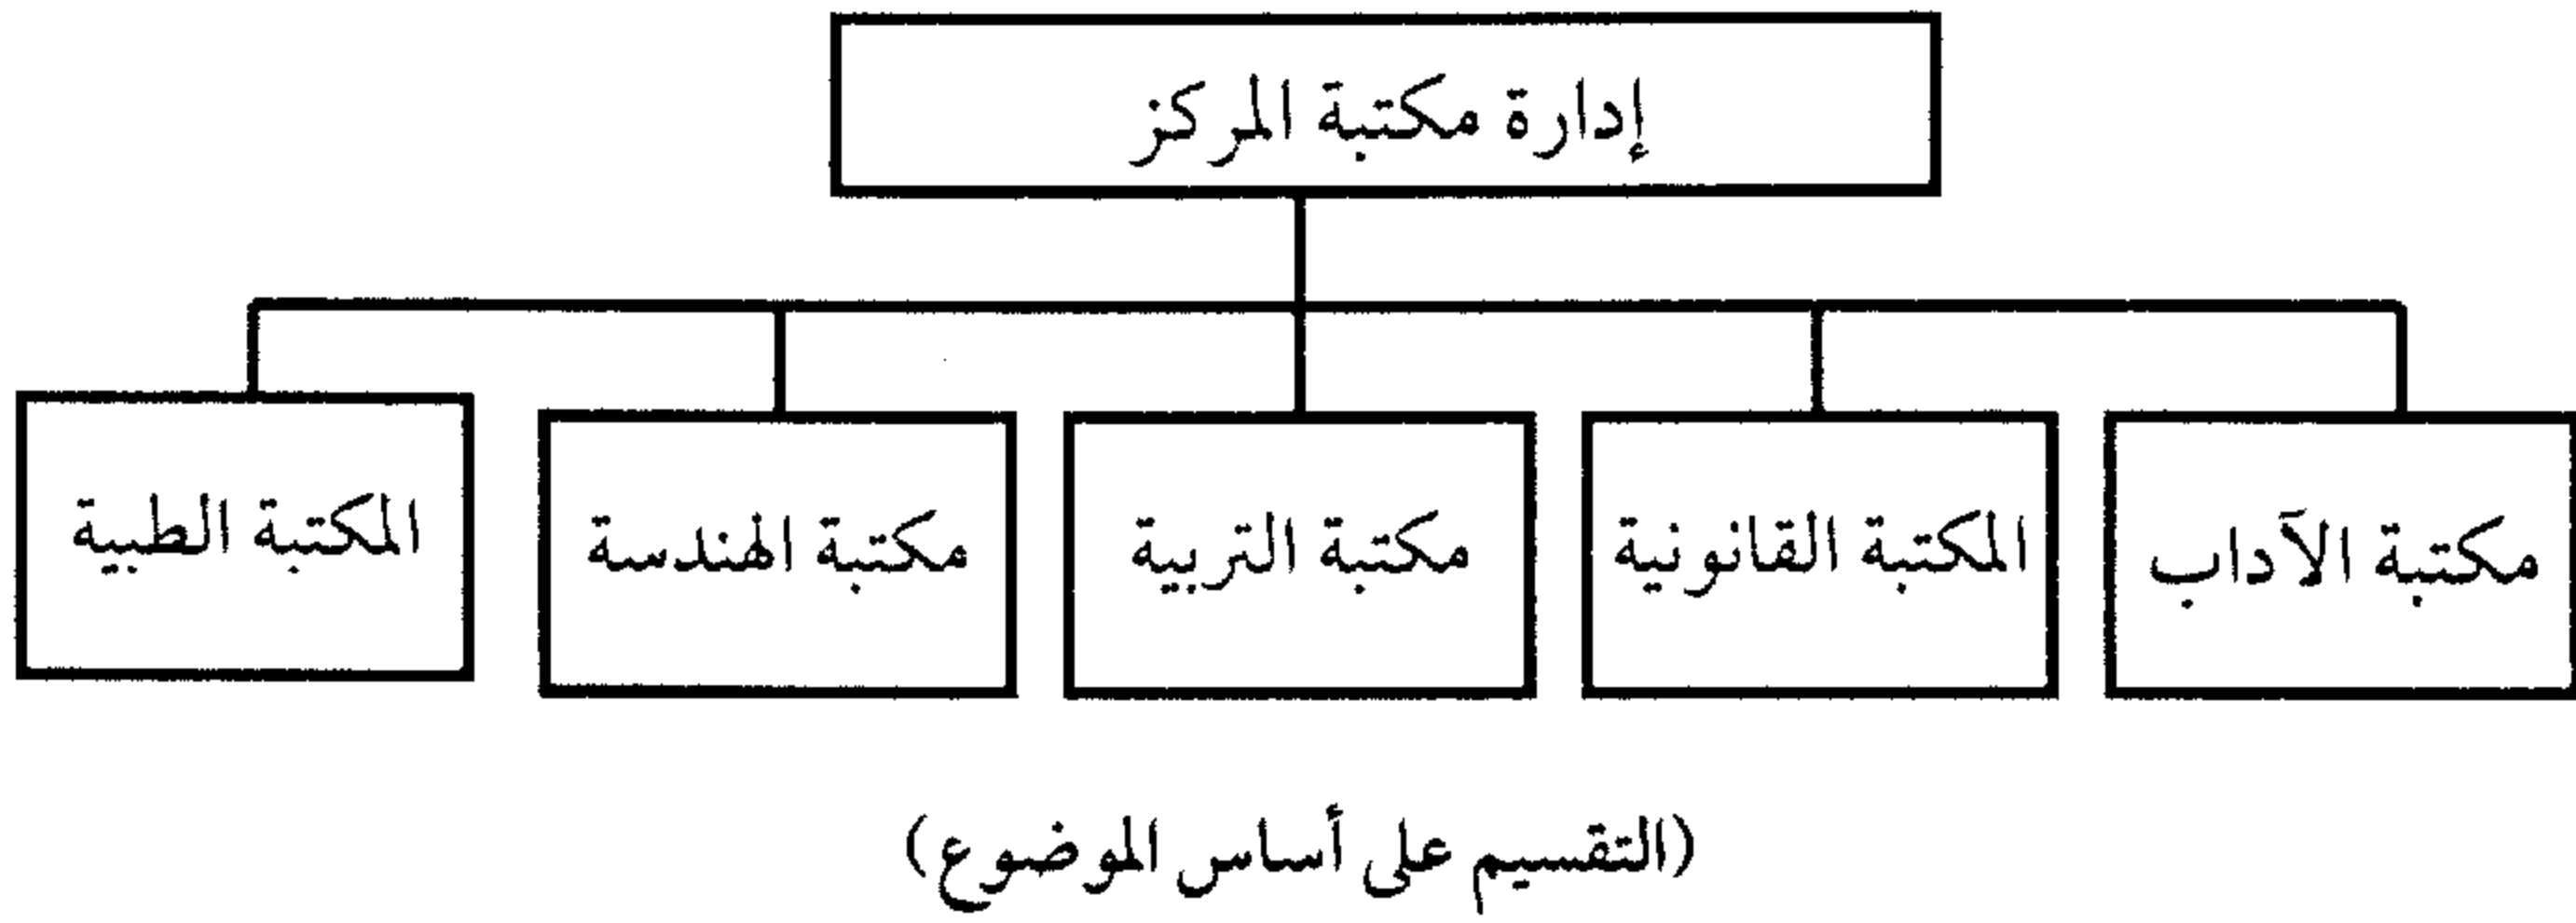 إدارة مكتبة المركز
مكتبة الآداب
المكتبة القانونية
مكتبة التربية
مكتبة الهندسة
المكتبة الطبية
(التقسيم على أساس الموضوع)